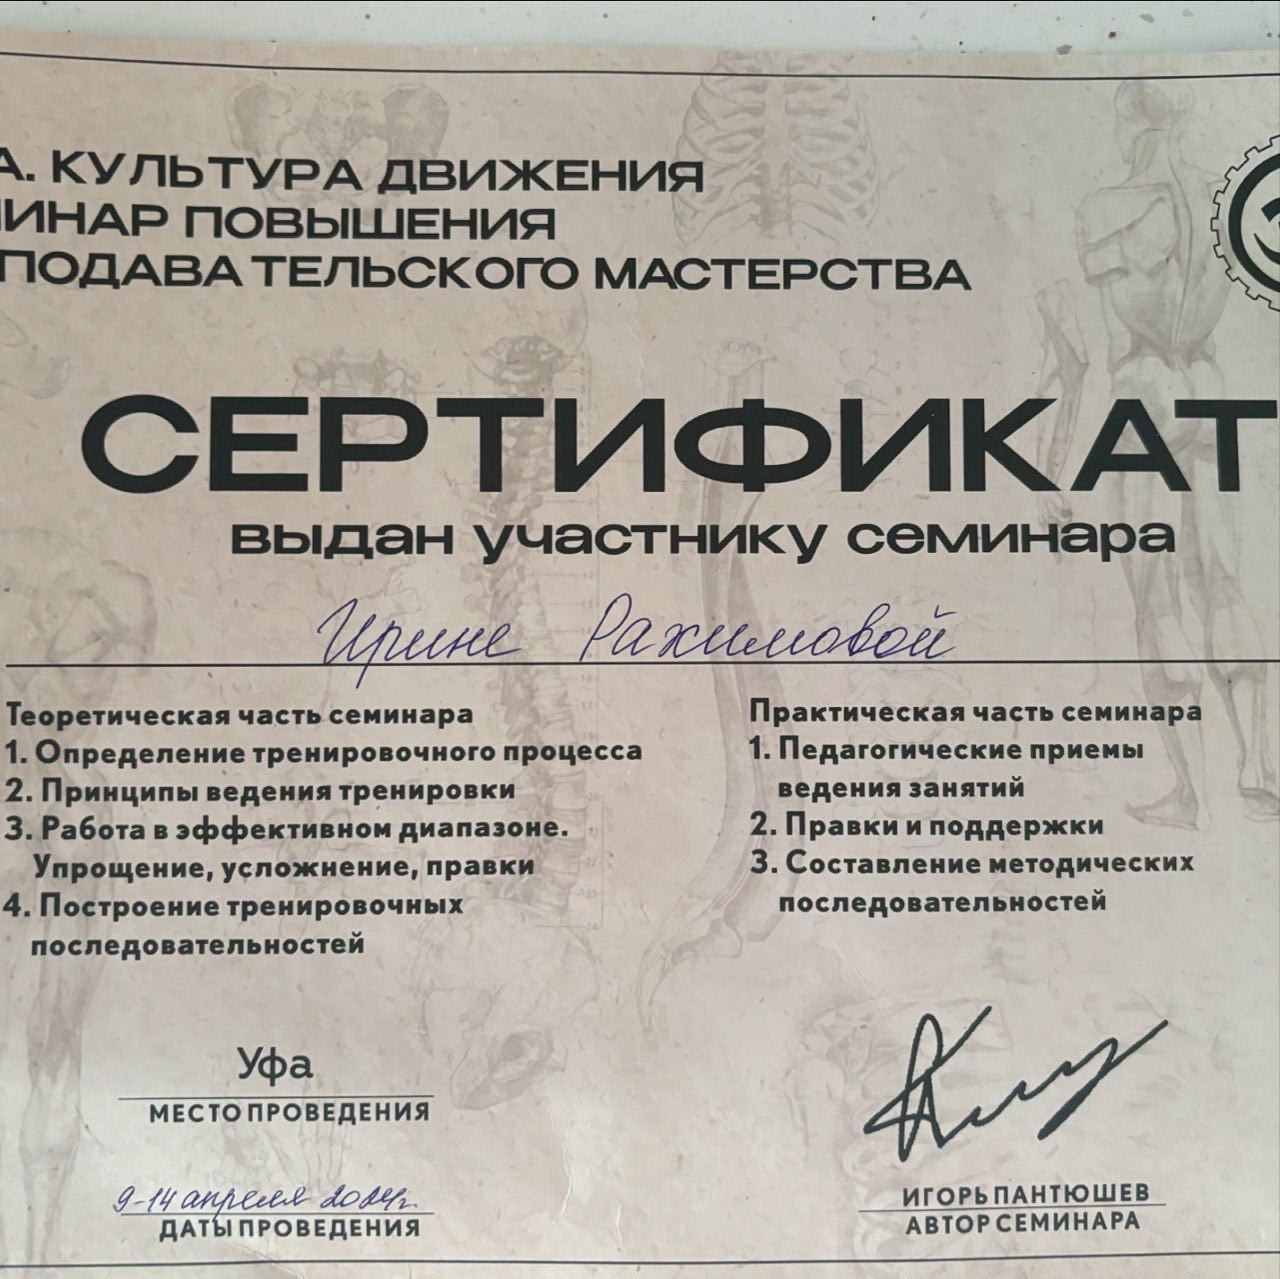 А. КУЛЬТУРА ДВИЖЕНИЯ
ИНАР ПОВЫШЕНИЯ
ПОДАВАТЕЛЬСКОГО МАСТЕРСТВА
СЕРТИФИКАТ
выдан участнику семинара
Ирине Рахимовой
Теоретическая часть семинара
1. Определение тренировочного процесса
2. Принципы ведения тренировки
3. Работа в эффективном диапазоне.
Упрощение, усложнение, правки
4. Построение тренировочных
последовательностей
Практическая часть семинара
1. Педагогические приемы
ведения занятий
2. Правки и поддержки
3. Составление методических
последовательностей
Уфа
МЕСТО ПРОВЕДЕНИЯ
9-14 апреля 2024г.
ДАТЫ ПРОВЕДЕНИЯ
ИГОРЬ ПАНТЮШЕВ
АВТОР СЕМИНАРА